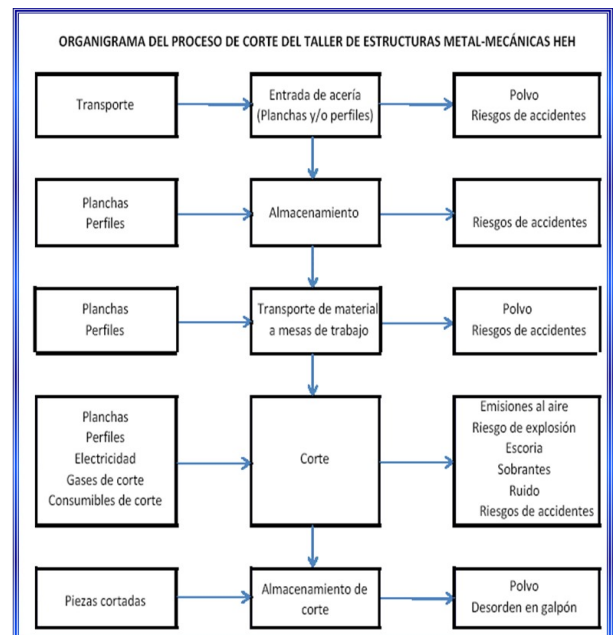 ORGANIGRAMA DEL PROCESO DE CORTE DEL TALLER DE ESTRUCTURAS METAL-MECÁNICAS HEH
Transporte
Entrada de acería
(Planchas y/o perfiles)
Polvo
Riesgos de accidentes
Planchas
Perfiles
Almacenamiento
Riesgos de accidentes
Planchas
Perfiles
Transporte de material
a mesas de trabajo
Polvo
Riesgos de accidentes
Planchas
Perfiles
Electricidad
Gases de corte
Consumibles de corte
Corte
Emisiones al aire
Riesgo de explosión
Escoria
Sobrantes
Ruido
Riesgos de accidentes
Piezas cortadas
Almacenamiento de
corte
Polvo
Desorden en galpón